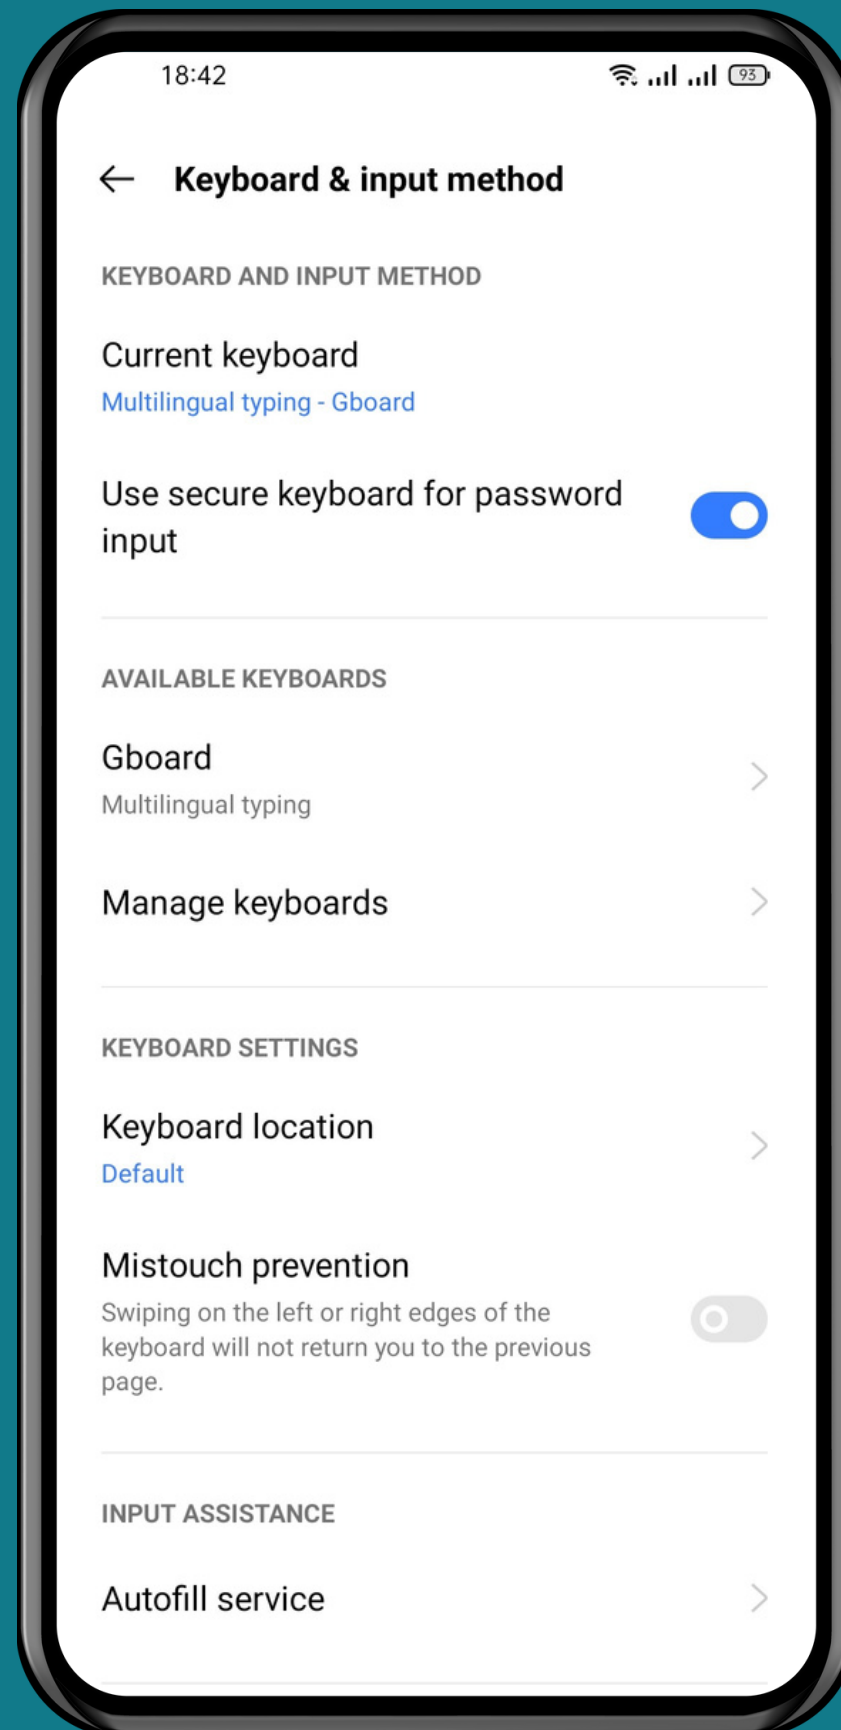 18:42
93
Keyboard & input method
KEYBOARD AND INPUT METHOD
Current keyboard
Multilingual typing - Gboard
Use secure keyboard for password
input
AVAILABLE KEYBOARDS
Gboard
Multilingual typing
Manage keyboards
KEYBOARD SETTINGS
Keyboard location
Default
Mistouch prevention
Swiping on the left or right edges of the
keyboard will not return you to the previous
page.
INPUT ASSISTANCE
Autofill service